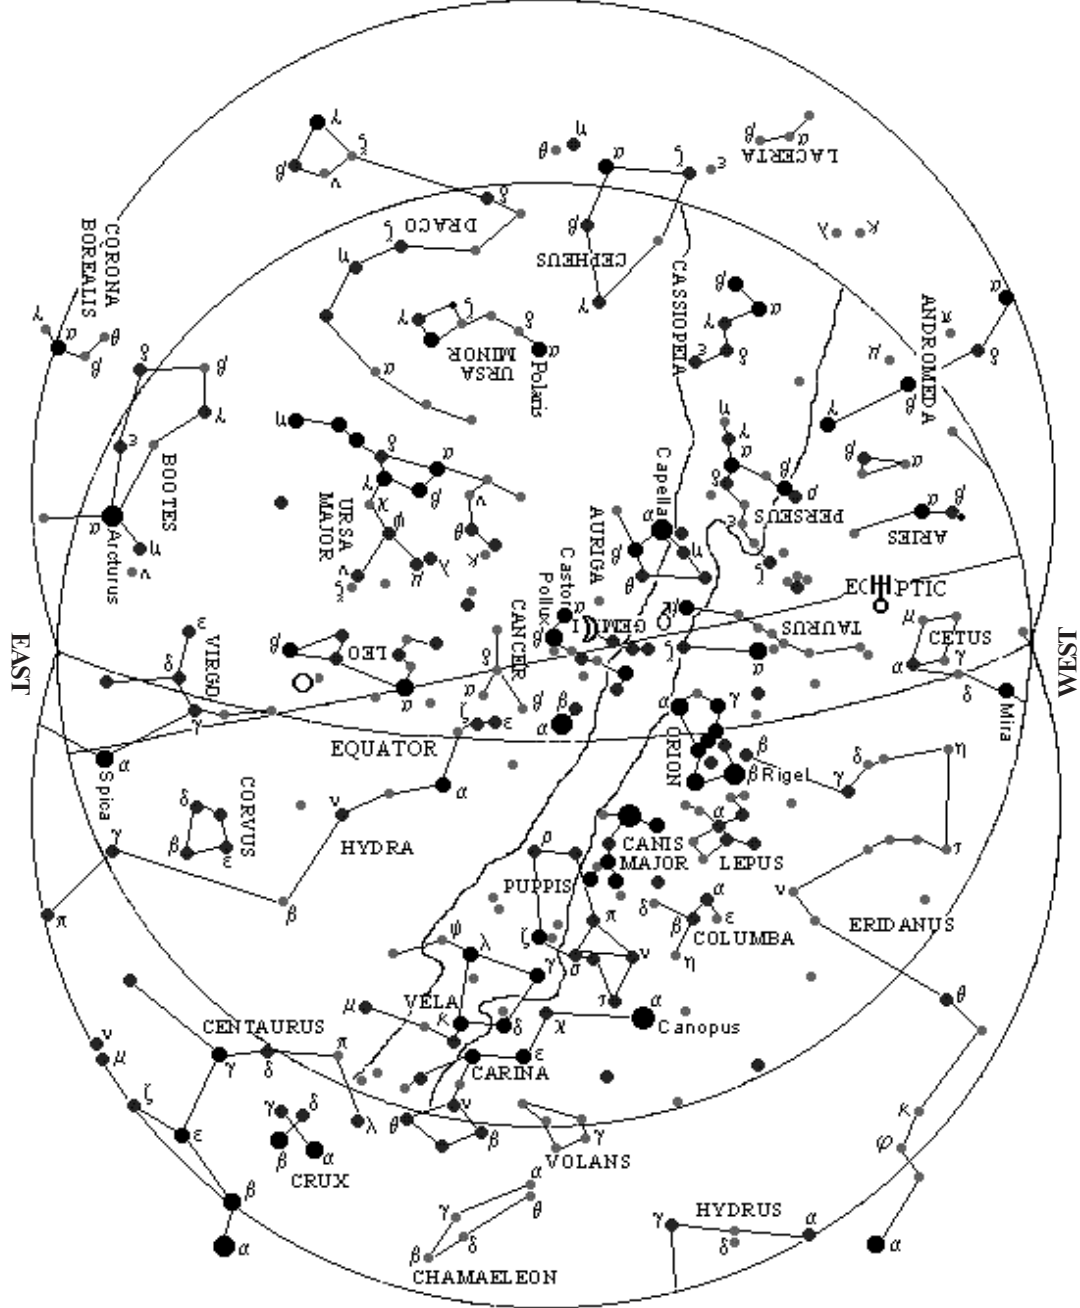 γ
ξ
β
ν
η
θ
α
ζ
ε
β
α
LACERTA
δ
DRACO
ζ
β
CEPHEUS
λ
κ
η
γ
CORONA
BOREALIS
γ
α
θ
β
δ
β
γ
ε
BOOTES
α
Arcturus
η
ν
γ
ζ
URSA
MINOR
δ
α
Polaris
CASSIOPEIA
β
α
γ
δ
ε
ANDROMEDA
α
π
δ
μ
β
γ
α
η
δ
α
γ
β
χ
ψ
ν
θ
κ
λ
μ
ν
ξ
URSA
MAJOR
Capella
α
η
θ
AURIGA
η
γ
α
β
δ
ρ
ε
ζ
PERSEUS
β
α
α
β
ARIES
ECLIPTIC
EAST
WEST
ε
VIRGO
γ
α
Spica
β
LEO
α
CANCER
δ
α
β
Castor
Pollux
α
β
GEMINI
TAURUS
ζ
α
μ
CETUS
α
γ
δ
Mira
EQUATOR
ζ
ε
β
α
α
γ
ORION
β
Rigel
β
δ
η
γ
CORVUS
δ
β
ε
γ
π
ν
α
HYDRA
β
ρ
PUPPIS
CANIS
MAJOR
α
LEPUS
τ
ν
ERIDANUS
δ
α
β
ε
COLUMBA
η
π
ζ
σ
ν
τ
ψ
λ
γ
VELA
μ
κ
δ
χ
α
Canopus
θ
CENTAURUS
ν
μ
ζ
γ
δ
π
ε
CARINA
γ
δ
λ
θ
υ
β
β
α
CRUX
γ
VOLANS
κ
φ
ε
β
α
α
θ
γ
δ
β
CHAMAELEON
γ
HYDRUS
α
δ
α